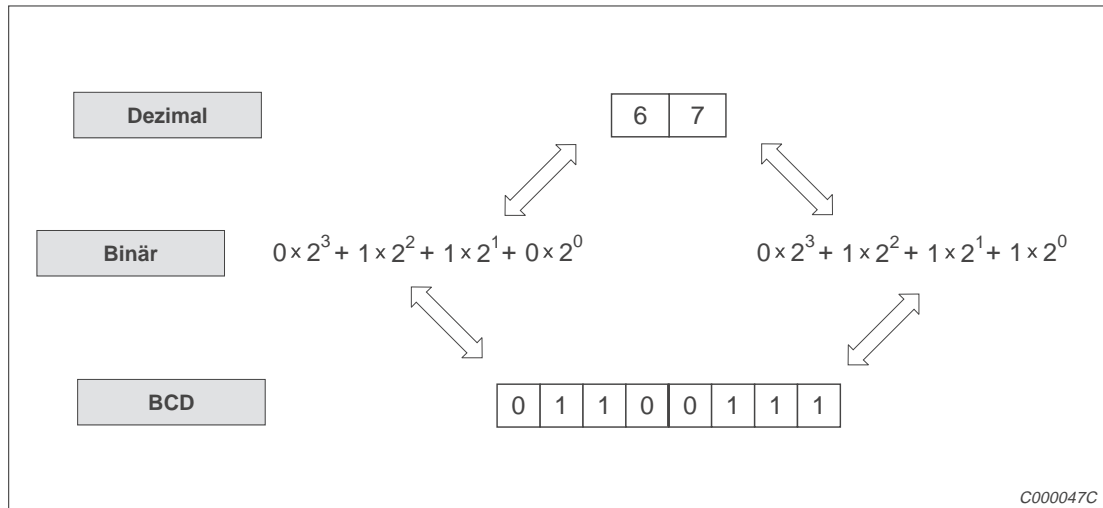 Dezimal 6 7
Binär 0 × 2³ + 1 × 2² + 1 × 2¹ + 0 × 2⁰ 0 × 2³ + 1 × 2² + 1 × 2¹ + 1 × 2⁰
BCD 0 1 1 0 0 1 1 1
C000047C